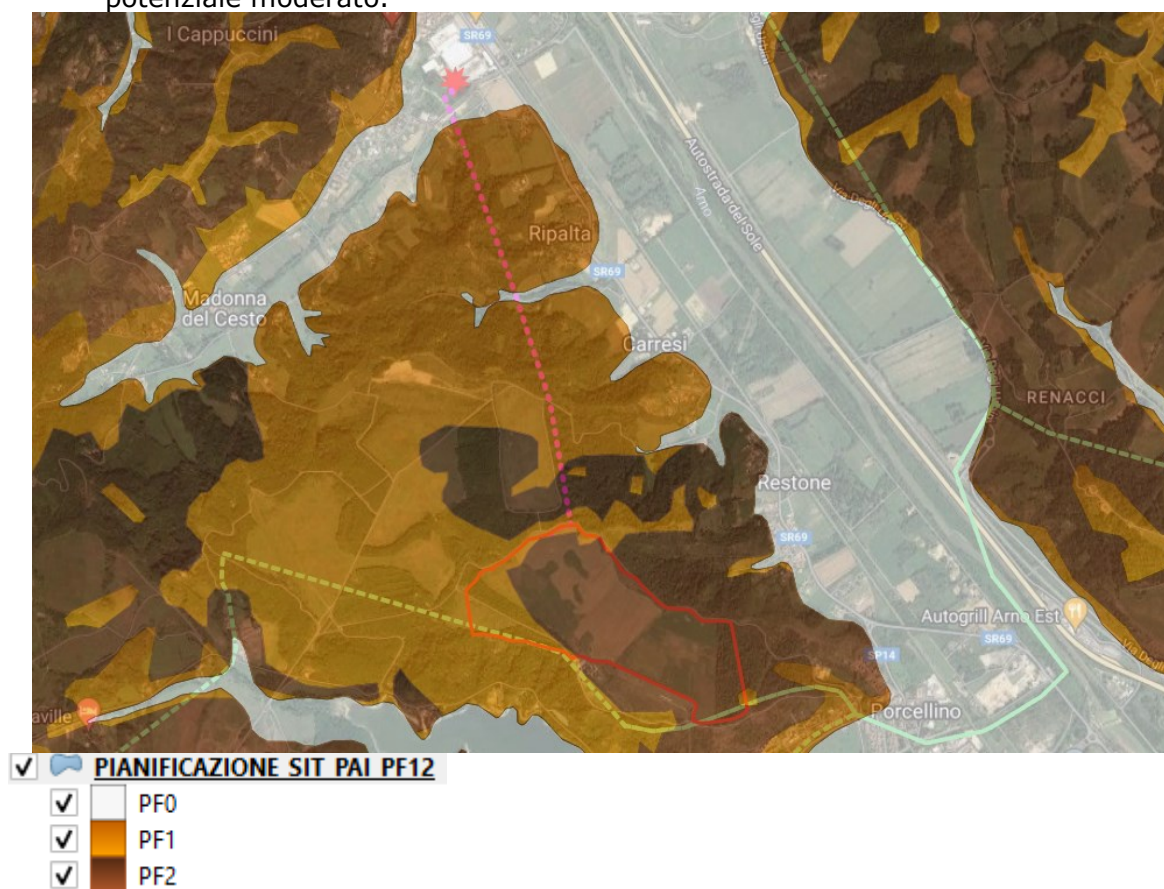 potenziale moderato.
I Cappuccini
SR69
Autostrada del Sole
Arno
Ripalta
SR69
Madonna
del Cesto
Carresi
RENACCI
Restone
SR69
Autogrill Arno Est
SR69
SP14
Porcellino
aville
PIANIFICAZIONE SIT PAI PF12
PF0
PF1
PF2